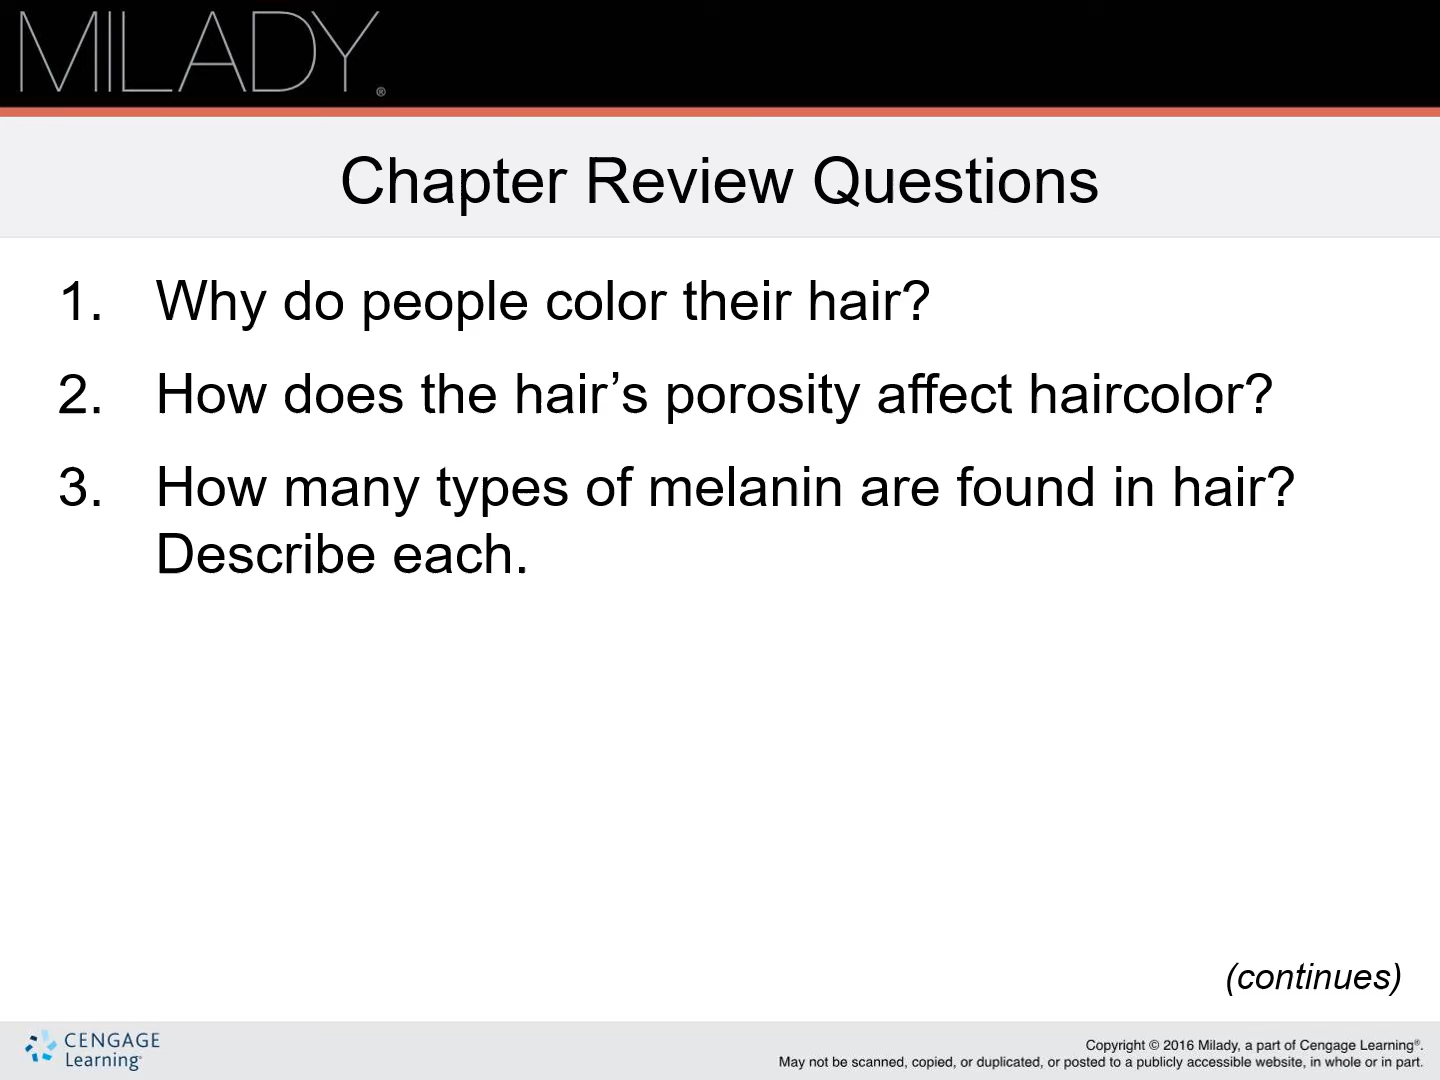 MILADY®
Chapter Review Questions
1. Why do people color their hair?
2. How does the hair’s porosity affect haircolor?
3. How many types of melanin are found in hair?
Describe each.
(continues)
CENGAGE
Learning®
Copyright © 2016 Milady, a part of Cengage Learning®.
May not be scanned, copied, or duplicated, or posted to a publicly accessible website, in whole or in part.